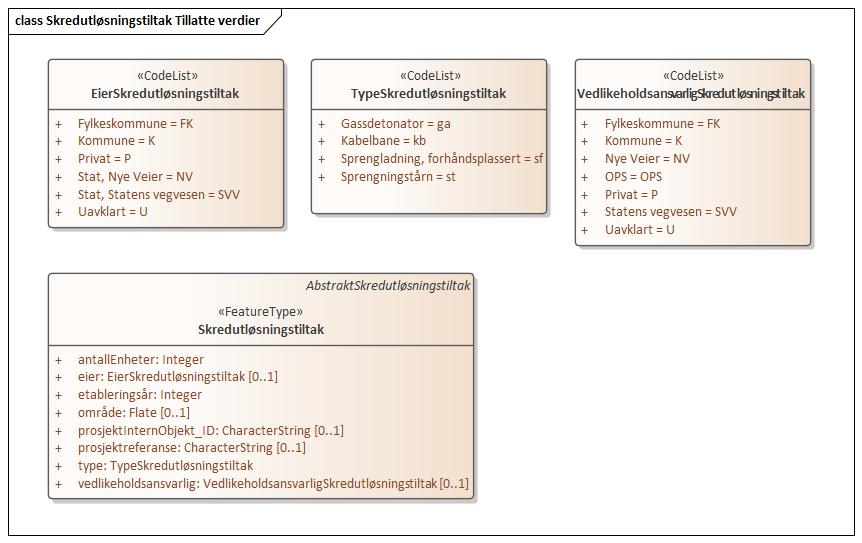 class Skredutløsningstiltak Tillatte verdier
«CodeList»
EierSkredutløsningstiltak
+ Fylkeskommune = FK
+ Kommune = K
+ Privat = P
+ Stat, Nye Veier = NV
+ Stat, Statens vegvesen = SVV
+ Uavklart = U
«CodeList»
TypeSkredutløsningstiltak
+ Gassdetonator = ga
+ Kabelbane = kb
+ Sprengladning, forhåndsplassert = sf
+ Sprengningstårn = st
«CodeList»
VedlikeholdsansvarligSkredutløsningstiltak
+ Fylkeskommune = FK
+ Kommune = K
+ Nye Veier = NV
+ OPS = OPS
+ Privat = P
+ Statens vegvesen = SVV
+ Uavklart = U
AbstraktSkredutløsningstiltak
«FeatureType»
Skredutløsningstiltak
+ antallEnheter: Integer
+ eier: EierSkredutløsningstiltak [0..1]
+ etableringsår: Integer
+ område: Flate [0..1]
+ prosjektInternObjekt_ID: CharacterString [0..1]
+ prosjektreferanse: CharacterString [0..1]
+ type: TypeSkredutløsningstiltak
+ vedlikeholdsansvarlig: VedlikeholdsansvarligSkredutløsningstiltak [0..1]